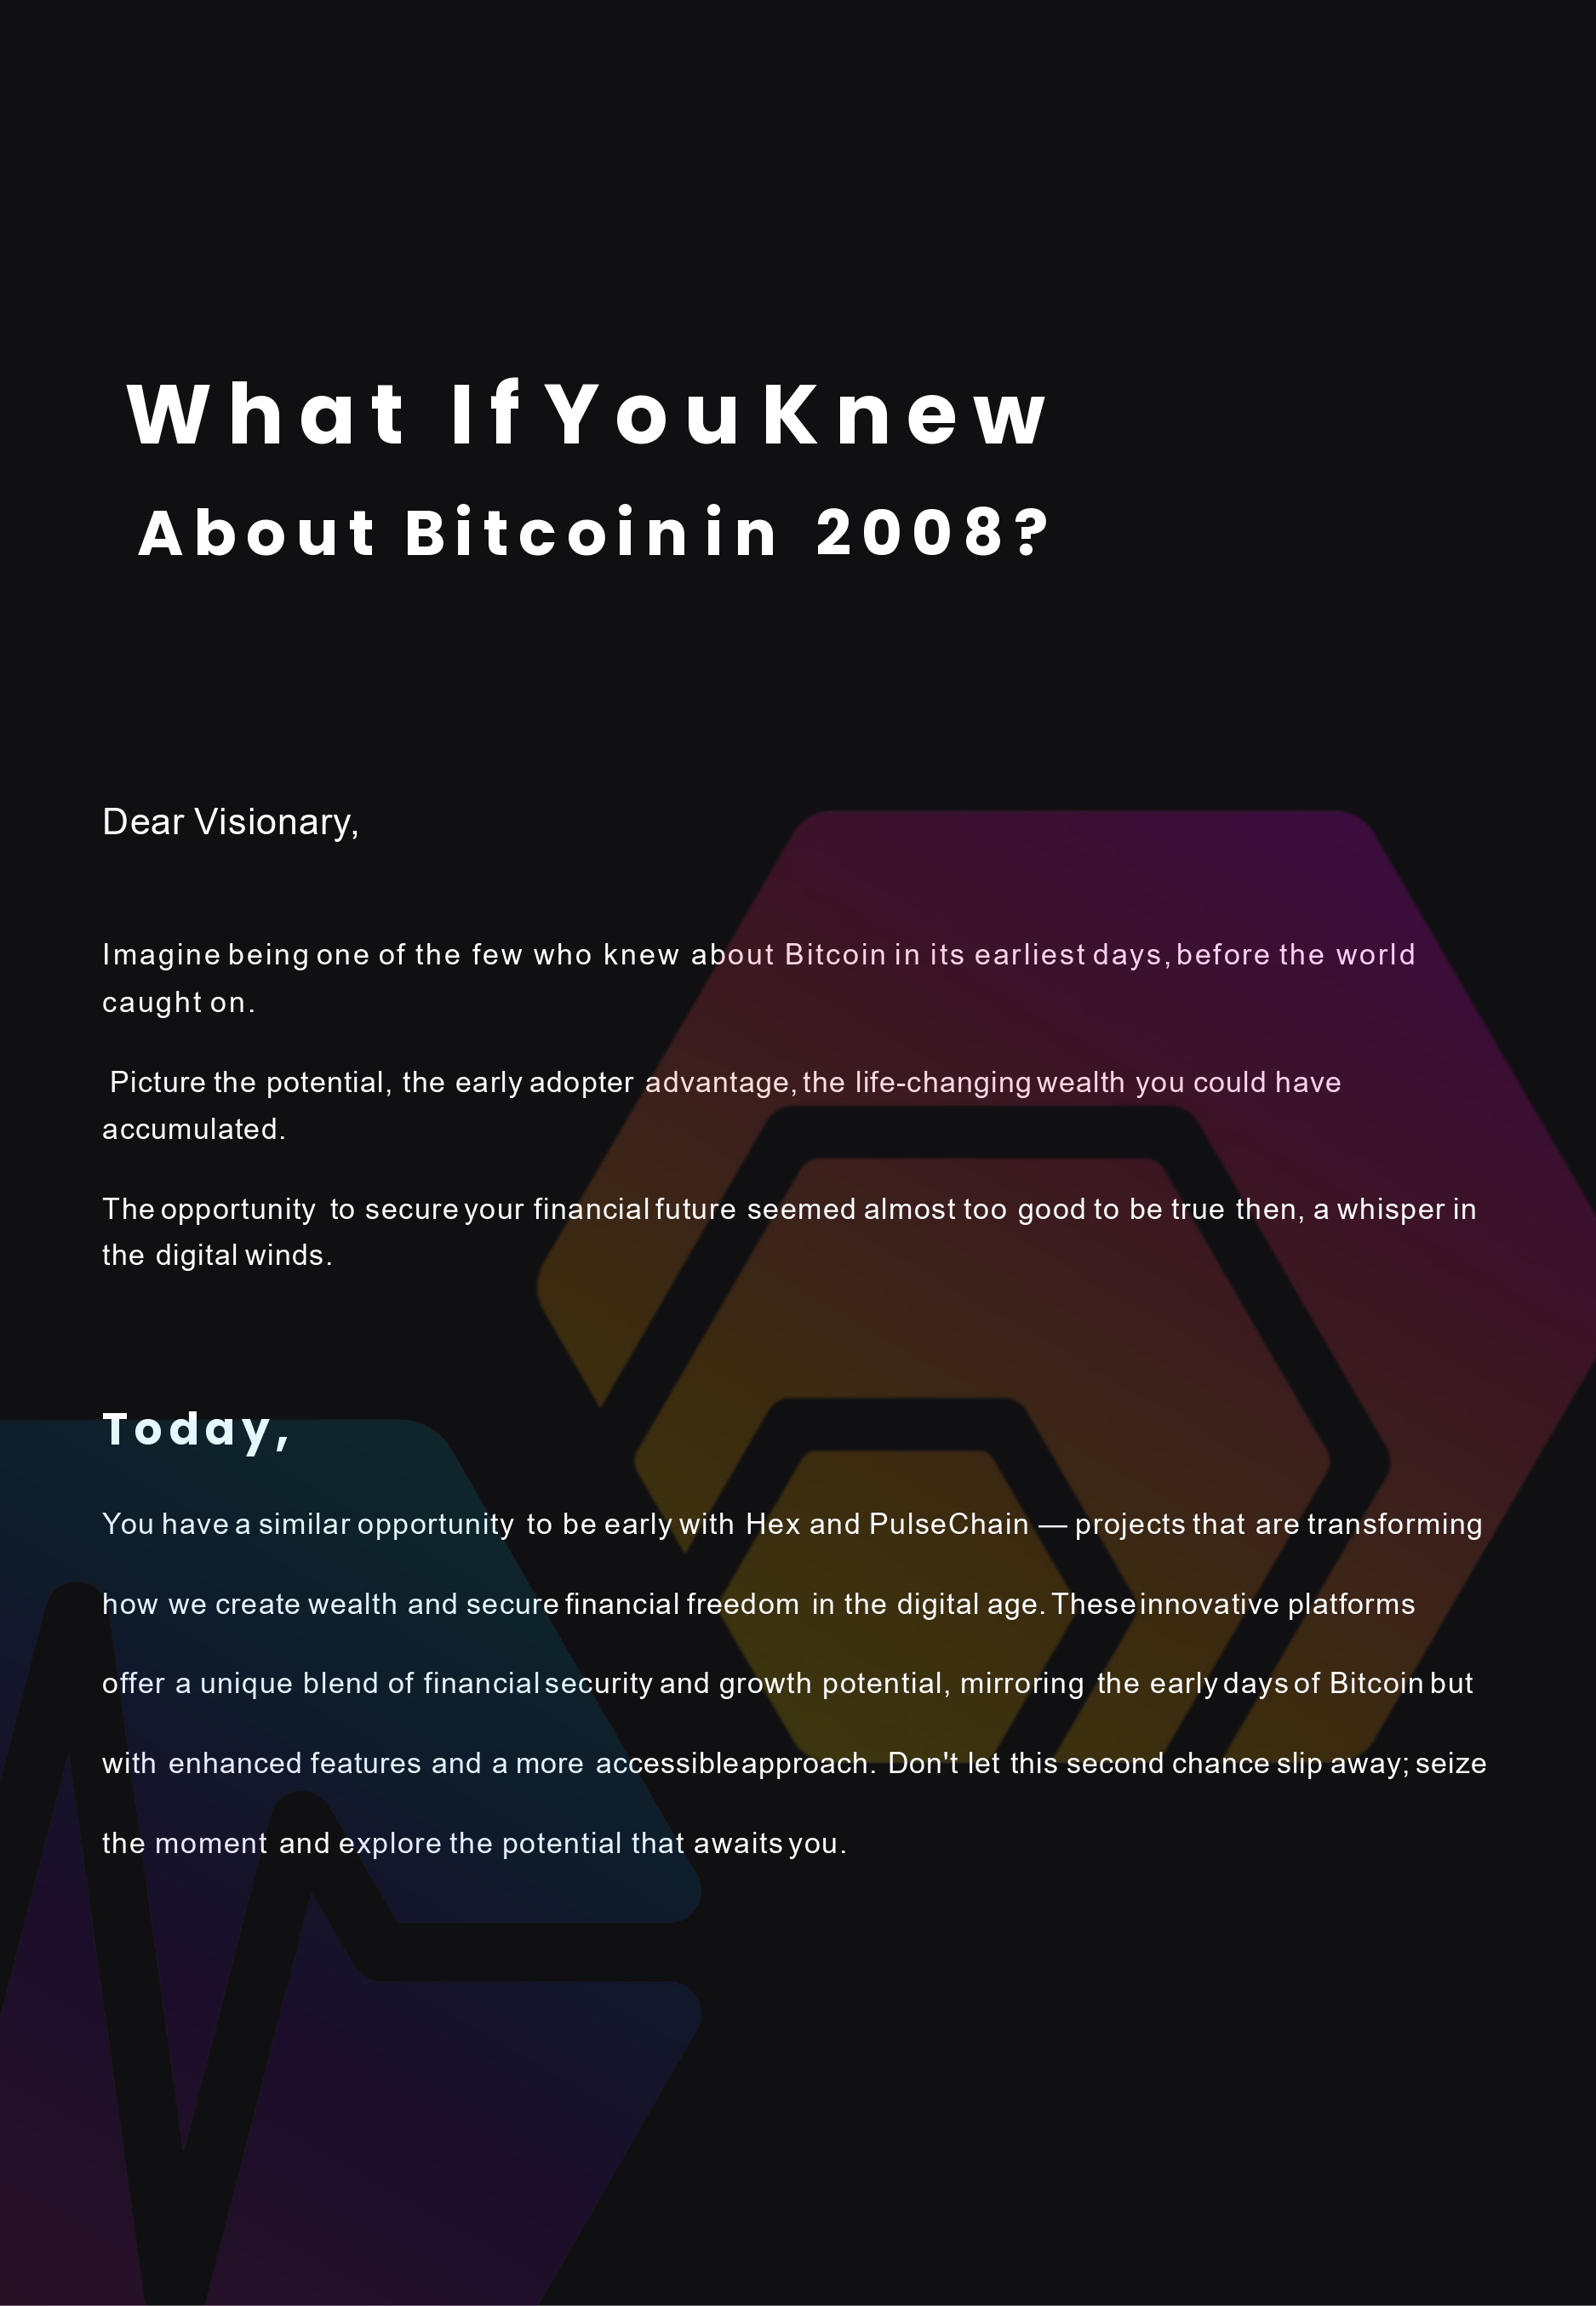 What If You Knew
About Bitcoin in 2008?
Dear Visionary,
Imagine being one of the few who knew about Bitcoin in its earliest days, before the world
caught on.
Picture the potential, the early adopter advantage, the life-changing wealth you could have
accumulated.
The opportunity to secure your financial future seemed almost too good to be true then, a whisper in
the digital winds.
Today,
You have a similar opportunity to be early with Hex and PulseChain — projects that are transforming
how we create wealth and secure financial freedom in the digital age. These innovative platforms
offer a unique blend of financial security and growth potential, mirroring the early days of Bitcoin but
with enhanced features and a more accessible approach. Don't let this second chance slip away; seize
the moment and explore the potential that awaits you.